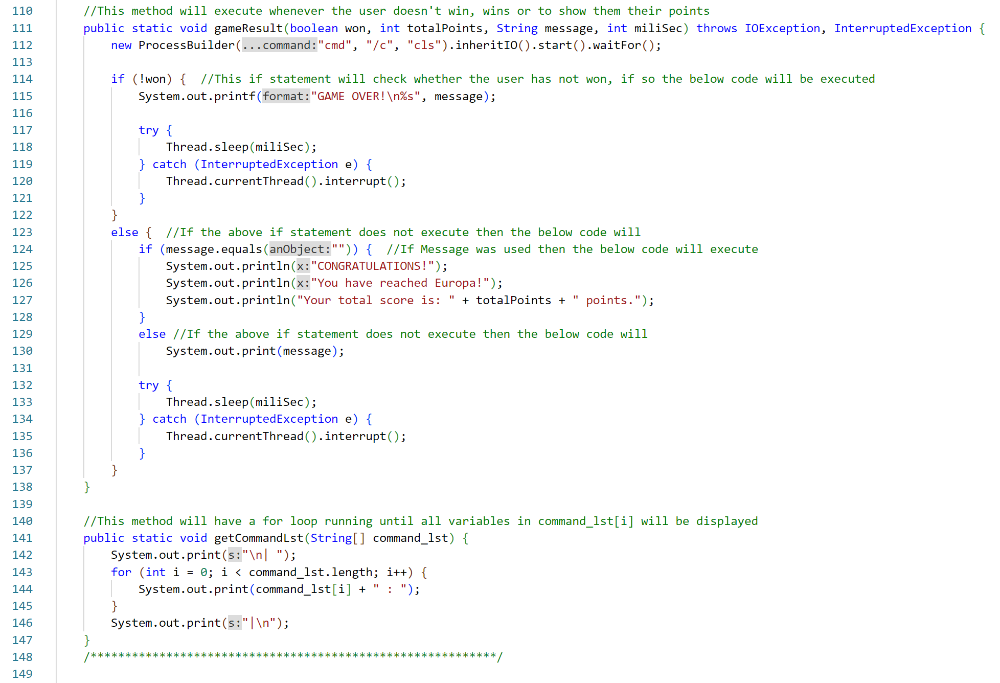 110 //This method will execute whenever the user doesn't win, wins or to show them their points
111 public static void gameResult(boolean won, int totalPoints, String message, int miliSec) throws IOException, InterruptedException {
112 new ProcessBuilder(...command:"cmd", "/c", "cls").inheritIO().start().waitFor();
113
114 if (!won) {  //This if statement will check whether the user has not won, if so the below code will be executed
115 System.out.printf(format:"GAME OVER!\n%s", message);
116
117 try {
118 Thread.sleep(miliSec);
119 } catch (InterruptedException e) {
120 Thread.currentThread().interrupt();
121 }
122 }
123 else {  //If the above if statement does not execute then the below code will
124 if (message.equals(anObject:"")) {  //If Message was used then the below code will execute
125 System.out.println(x:"CONGRATULATIONS!");
126 System.out.println(x:"You have reached Europa!");
127 System.out.println("Your total score is: " + totalPoints + " points.");
128 }
129 else //If the above if statement does not execute then the below code will
130 System.out.print(message);
131
132 try {
133 Thread.sleep(miliSec);
134 } catch (InterruptedException e) {
135 Thread.currentThread().interrupt();
136 }
137 }
138 }
139
140 //This method will have a for loop running until all variables in command_lst[i] will be displayed
141 public static void getCommandLst(String[] command_lst) {
142 System.out.print(s:"\n| ");
143 for (int i = 0; i < command_lst.length; i++) {
144 System.out.print(command_lst[i] + " : ");
145 }
146 System.out.print(s:"|\n");
147 }
148 /***********************************************************/
149